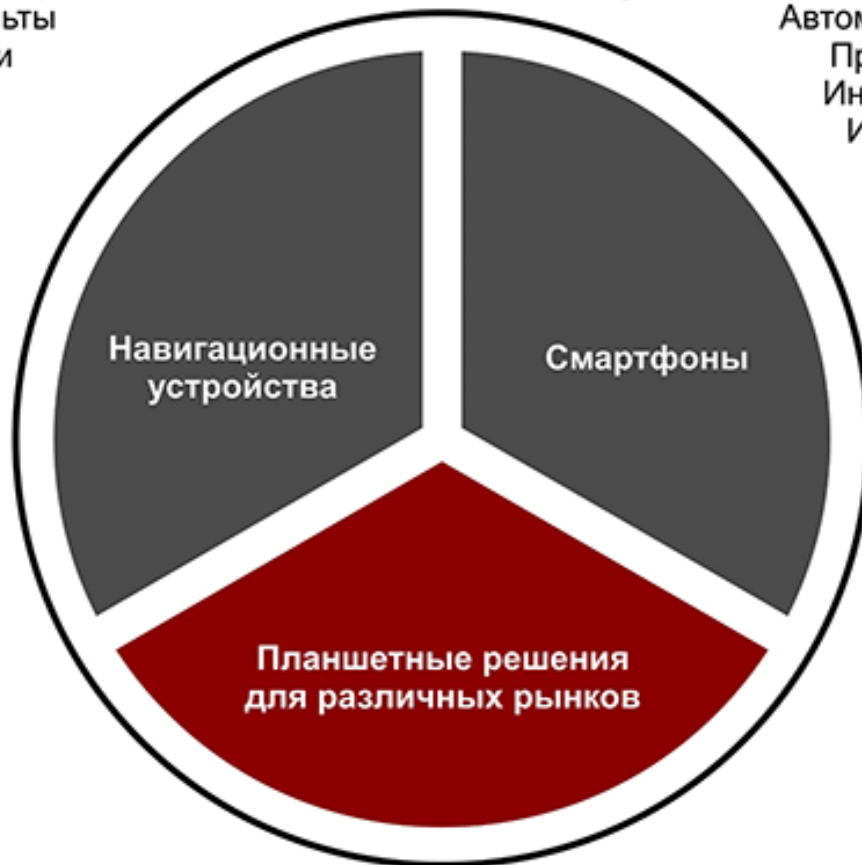 Навигационные
устройства
Смартфоны
Планшетные решения
для различных рынков